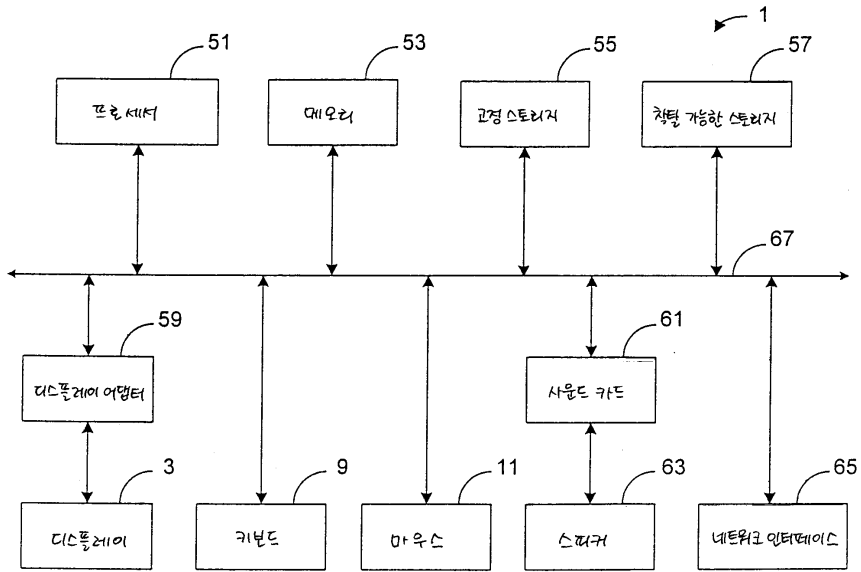 1
51
53
55
57
프로세서
메모리
고정 스토리지
착탈 가능한 스토리지
67
59
61
디스플레이 어댑터
사운드 카드
3
9
11
63
65
디스플레이
키보드
마우스
스피커
네트워크 인터페이스